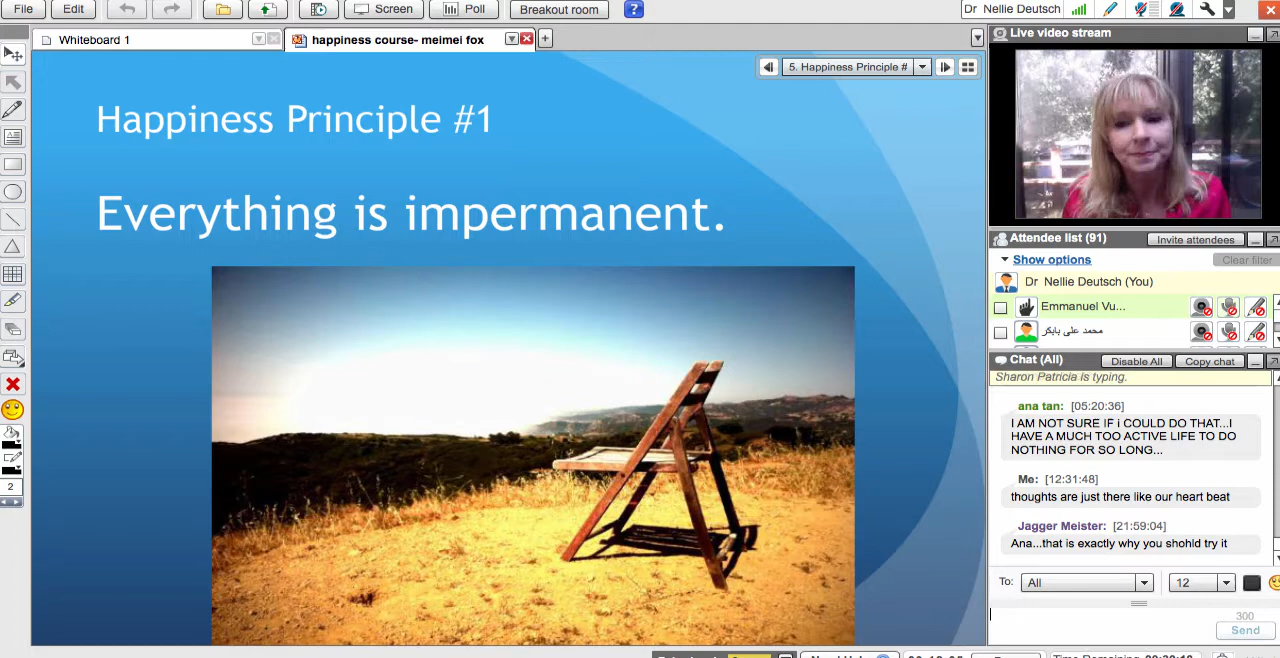 File Edit Screen Poll Breakout room ? Dr Nellie Deutsch
Whiteboard 1
happiness course- meimei fox
5. Happiness Principle #
Happiness Principle #1
Everything is impermanent.
2
Live video stream
Attendee list (91) Invite attendees
Show options Clear filter
Dr Nellie Deutsch (You)
Emmanuel Vu...
محمد على بابكر
Chat (All) Disable All Copy chat
Sharon Patricia is typing.
ana tan: [05:20:36]
I AM NOT SURE IF i COULD DO THAT...I
HAVE A MUCH TOO ACTIVE LIFE TO DO
NOTHING FOR SO LONG...
Me: [12:31:48]
thoughts are just there like our heart beat
Jagger Meister: [21:59:04]
Ana...that is exactly why you shohld try it
To: All 12
300
Send